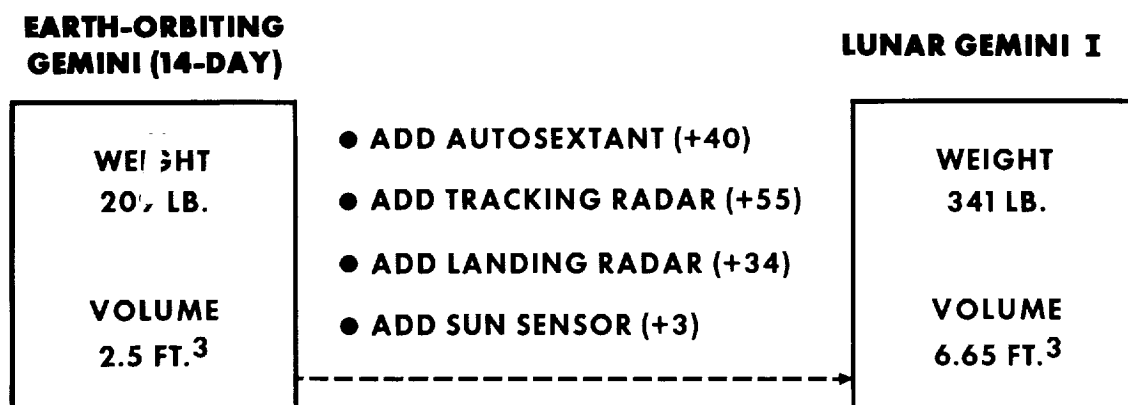 EARTH-ORBITING
GEMINI (14-DAY)
LUNAR GEMINI I
WEIGHT
LB.
VOLUME
2.5 FT.³
● ADD AUTOSEXTANT (+40)
● ADD TRACKING RADAR (+55)
● ADD LANDING RADAR (+34)
● ADD SUN SENSOR (+3)
WEIGHT
341 LB.
VOLUME
6.65 FT.³